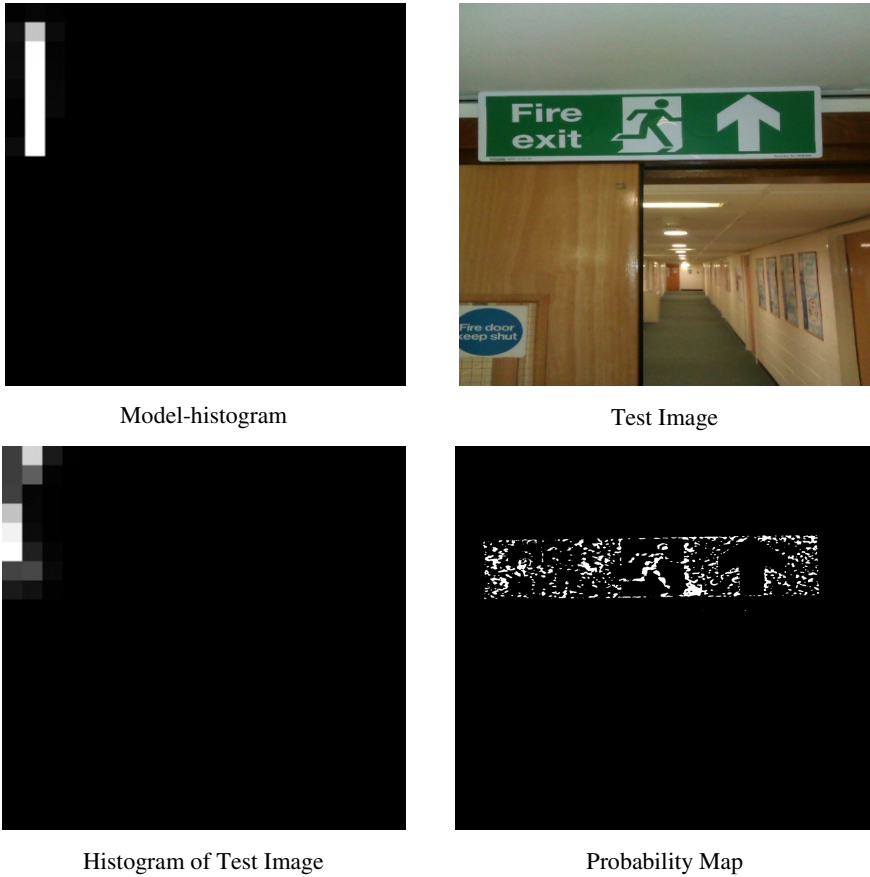 Fire
exit
Fire door
keep shut
Model-histogram
Test Image
Histogram of Test Image
Probability Map